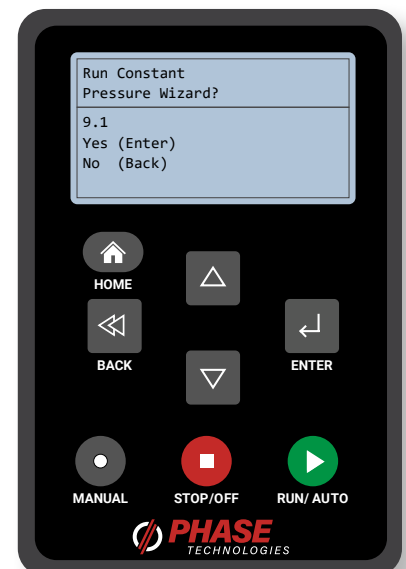 Run Constant
Pressure Wizard?
9.1
Yes (Enter)
No  (Back)
HOME
BACK
ENTER
MANUAL
STOP/OFF
RUN/ AUTO
PHASE
TECHNOLOGIES